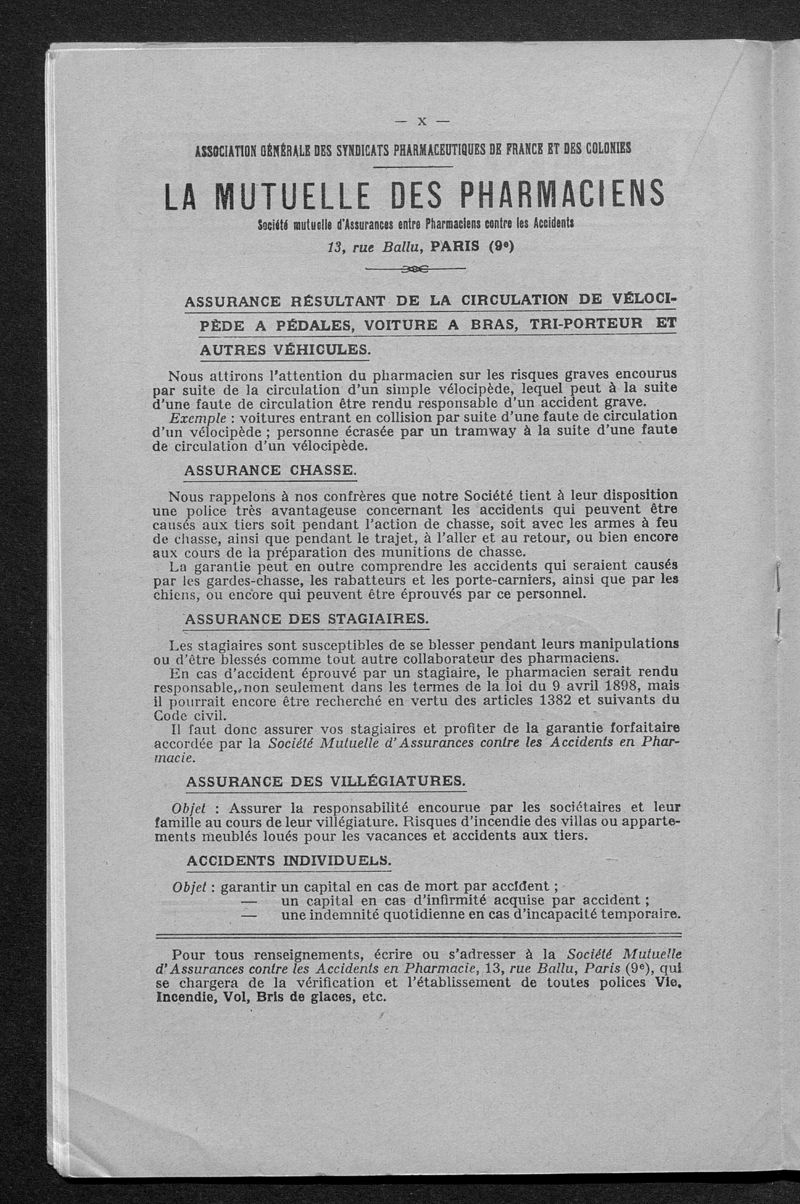 — X —
ASSOCIATION GÉNÉRALE DES SYNDICATS PHARMACEUTIQUES DE FRANCE ET DES COLONIES
LA MUTUELLE DES PHARMACIENS
Société mutuelle d'Assurances entre Pharmaciens contre les Accidents
13, rue Ballu, PARIS (9e)
ASSURANCE RÉSULTANT DE LA CIRCULATION DE VÉLOCI-
PÈDE A PÉDALES, VOITURE A BRAS, TRI-PORTEUR ET
AUTRES VÉHICULES.
Nous attirons l'attention du pharmacien sur les risques graves encourus
par suite de la circulation d'un simple vélocipède, lequel peut à la suite
d'une faute de circulation être rendu responsable d'un accident grave.
Exemple : voitures entrant en collision par suite d'une faute de circulation
d'un vélocipède ; personne écrasée par un tramway à la suite d'une faute
de circulation d'un vélocipède.
ASSURANCE CHASSE.
Nous rappelons à nos confrères que notre Société tient à leur disposition
une police très avantageuse concernant les accidents qui peuvent être
causés aux tiers soit pendant l'action de chasse, soit avec les armes à feu
de chasse, ainsi que pendant le trajet, à l'aller et au retour, ou bien encore
aux cours de la préparation des munitions de chasse.
La garantie peut en outre comprendre les accidents qui seraient causés
par les gardes-chasse, les rabatteurs et les porte-carniers, ainsi que par les
chiens, ou encore qui peuvent être éprouvés par ce personnel.
ASSURANCE DES STAGIAIRES.
Les stagiaires sont susceptibles de se blesser pendant leurs manipulations
ou d'être blessés comme tout autre collaborateur des pharmaciens.
En cas d'accident éprouvé par un stagiaire, le pharmacien serait rendu
responsable, non seulement dans les termes de la loi du 9 avril 1898, mais
il pourrait encore être recherché en vertu des articles 1382 et suivants du
Code civil.
Il faut donc assurer vos stagiaires et profiter de la garantie forfaitaire
accordée par la Société Mutuelle d'Assurances contre les Accidents en Phar-
macie.
ASSURANCE DES VILLÉGIATURES.
Objet : Assurer la responsabilité encourue par les sociétaires et leur
famille au cours de leur villégiature. Risques d'incendie des villas ou apparte-
ments meublés loués pour les vacances et accidents aux tiers.
ACCIDENTS INDIVIDUELS.
Objet : garantir un capital en cas de mort par accident ;
— un capital en cas d'infirmité acquise par accident ;
— une indemnité quotidienne en cas d'incapacité temporaire.
Pour tous renseignements, écrire ou s'adresser à la Société Mutuelle
d'Assurances contre les Accidents en Pharmacie, 13, rue Ballu, Paris (9e), qui
se chargera de la vérification et l'établissement de toutes polices Vie,
Incendie, Vol, Bris de glaces, etc.